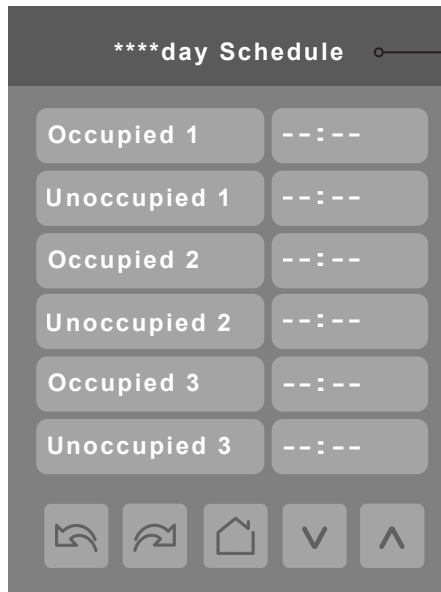 ****day Schedule
Occupied 1 --:--
Unoccupied 1 --:--
Occupied 2 --:--
Unoccupied 2 --:--
Occupied 3 --:--
Unoccupied 3 --:--